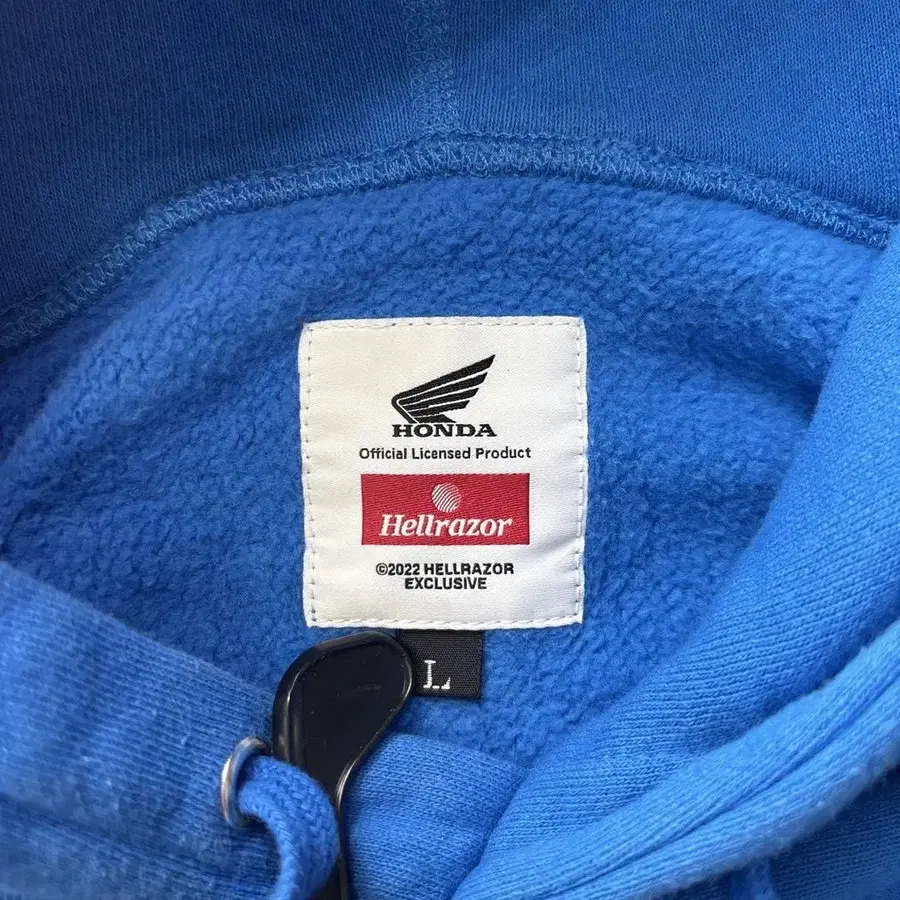 HONDA
Official Licensed Product
Hellrazor
©2022 HELLRAZOR
EXCLUSIVE
L